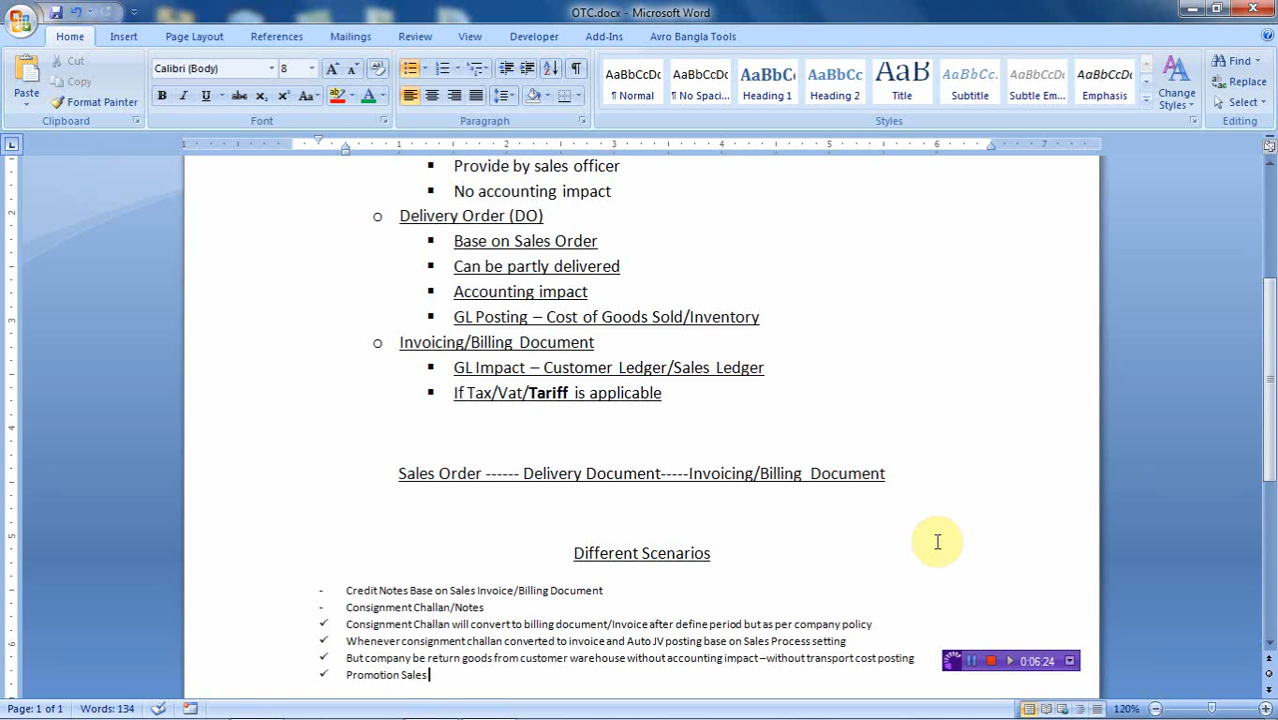 OTC.docx - Microsoft Word
Home Insert Page Layout References Mailings Review View Developer Add-Ins Avro Bangla Tools
Paste
Cut
Copy
Format Painter
Clipboard
Calibri (Body) 8
Font
Paragraph
AaBbCcDc AaBbCcDc AaBbCc AaBbCc AaB AaBbCc. AaBbCcDc AaBbCcDc
¶ Normal ¶ No Spaci... Heading 1 Heading 2 Title Subtitle Subtle Em... Emphasis
Styles
Change Styles
Find
Replace
Select
Editing
▪ Provide by sales officer
▪ No accounting impact
o Delivery Order (DO)
▪ Base on Sales Order
▪ Can be partly delivered
▪ Accounting impact
▪ GL Posting – Cost of Goods Sold/Inventory
o Invoicing/Billing Document
▪ GL Impact – Customer Ledger/Sales Ledger
▪ If Tax/Vat/Tariff is applicable
Sales Order ------ Delivery Document-----Invoicing/Billing Document
Different Scenarios
- Credit Notes Base on Sales Invoice/Billing Document
- Consignment Challan/Notes
✓ Consignment Challan will convert to billing document/Invoice after define period but as per company policy
✓ Whenever consignment challan converted to invoice and Auto JV posting base on Sales Process setting
✓ But company be return goods from customer warehouse without accounting impact –without transport cost posting
✓ Promotion Sales
0:06:24
Page: 1 of 1 Words: 134 120%